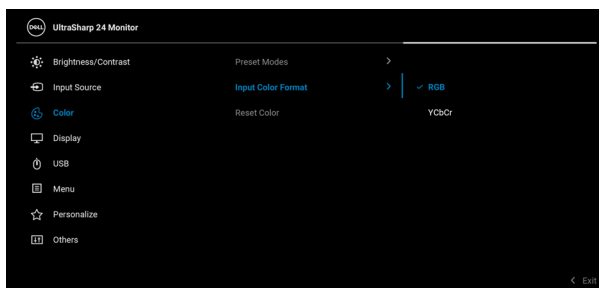 DELL UltraSharp 24 Monitor
Brightness/Contrast Preset Modes >
Input Source Input Color Format > ✓ RGB
Color Reset Color YCbCr
Display
USB
Menu
Personalize
Others
< Exit